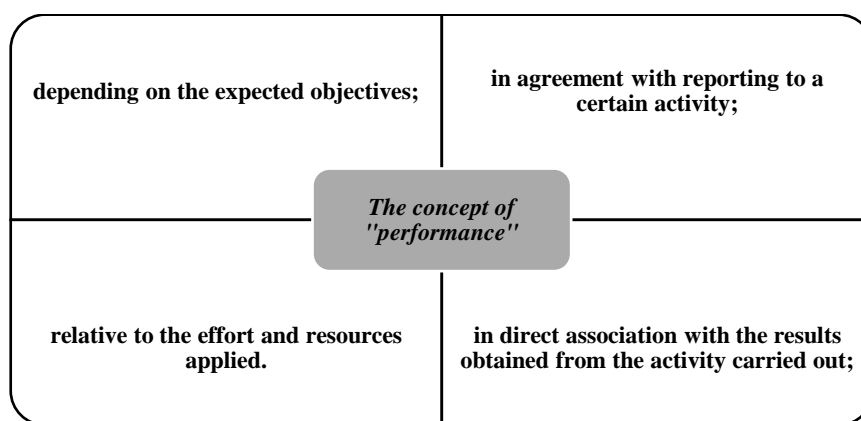 depending on the expected objectives;
in agreement with reporting to a
certain activity;
The concept of
"performance"
relative to the effort and resources
applied.
in direct association with the results
obtained from the activity carried out;